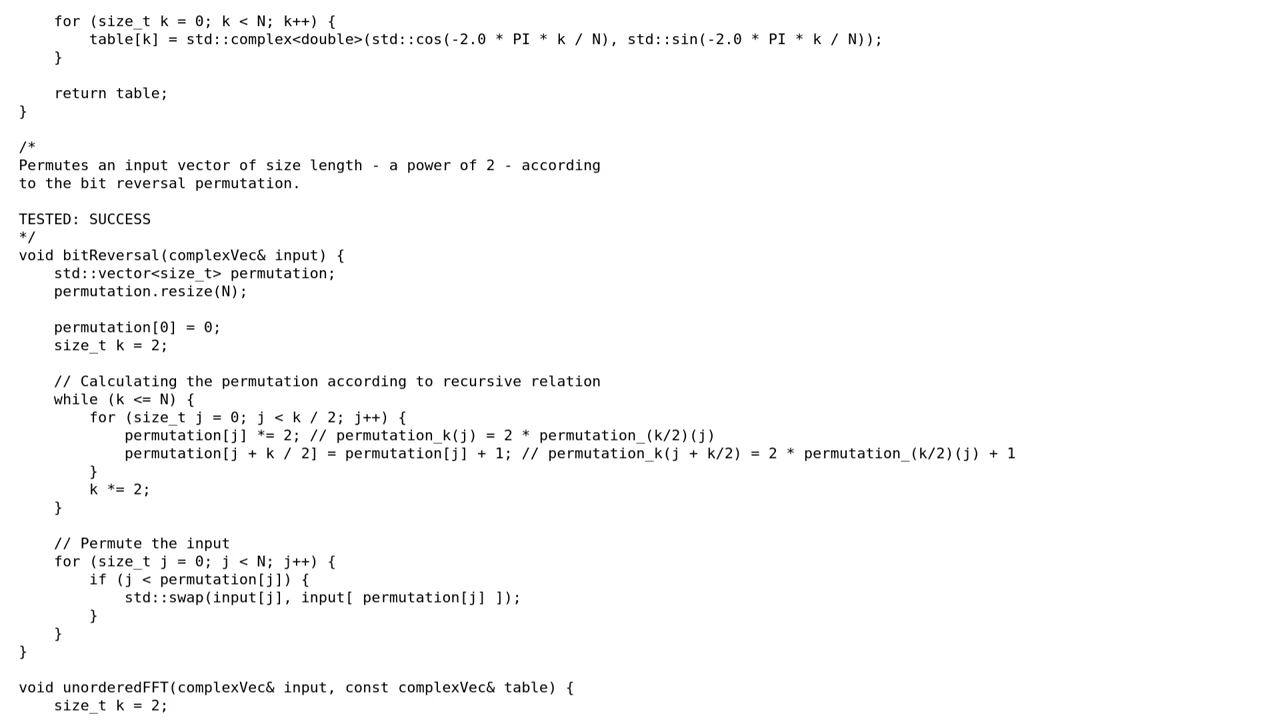 for (size_t k = 0; k < N; k++) {
        table[k] = std::complex<double>(std::cos(-2.0 * PI * k / N), std::sin(-2.0 * PI * k / N));
    }

    return table;
}

/*
Permutes an input vector of size length - a power of 2 - according
to the bit reversal permutation.

TESTED: SUCCESS
*/
void bitReversal(complexVec& input) {
    std::vector<size_t> permutation;
    permutation.resize(N);

    permutation[0] = 0;
    size_t k = 2;

    // Calculating the permutation according to recursive relation
    while (k <= N) {
        for (size_t j = 0; j < k / 2; j++) {
            permutation[j] *= 2; // permutation_k(j) = 2 * permutation_(k/2)(j)
            permutation[j + k / 2] = permutation[j] + 1; // permutation_k(j + k/2) = 2 * permutation_(k/2)(j) + 1
        }
        k *= 2;
    }

    // Permute the input
    for (size_t j = 0; j < N; j++) {
        if (j < permutation[j]) {
            std::swap(input[j], input[ permutation[j] ]);
        }
    }
}

void unorderedFFT(complexVec& input, const complexVec& table) {
    size_t k = 2;